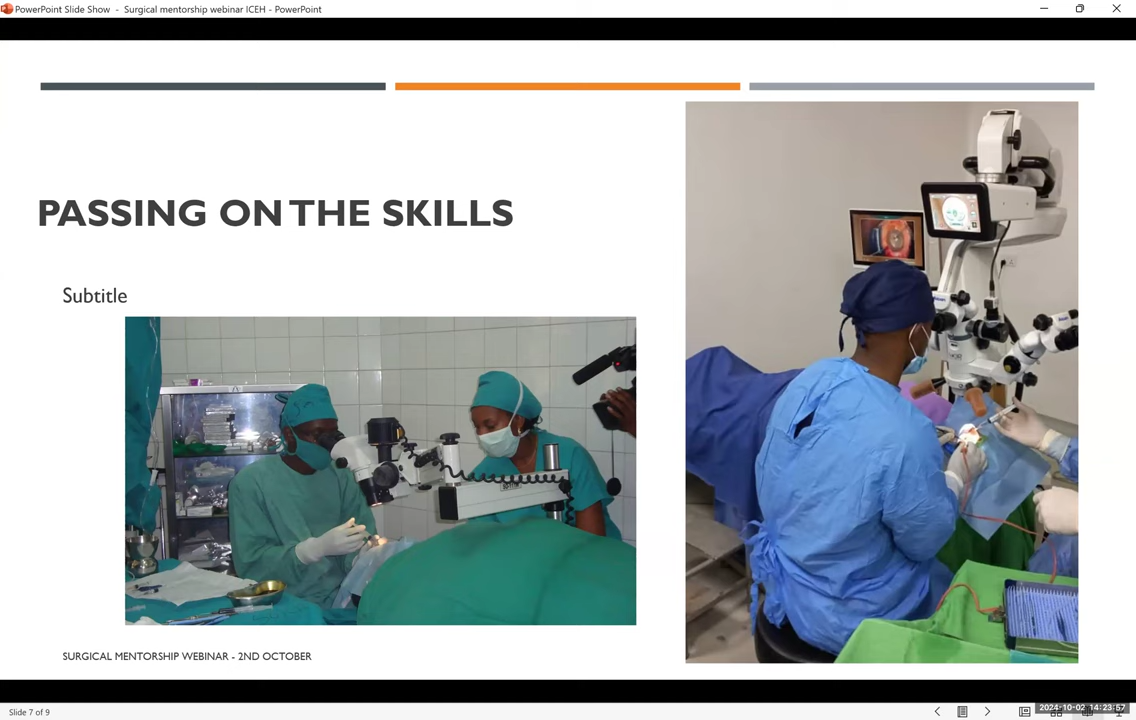 PowerPoint Slide Show - Surgical mentorship webinar ICEH - PowerPoint
PASSING ON THE SKILLS
Subtitle
SURGICAL MENTORSHIP WEBINAR - 2ND OCTOBER
Slide 7 of 9
2024-10-02 14:23:57